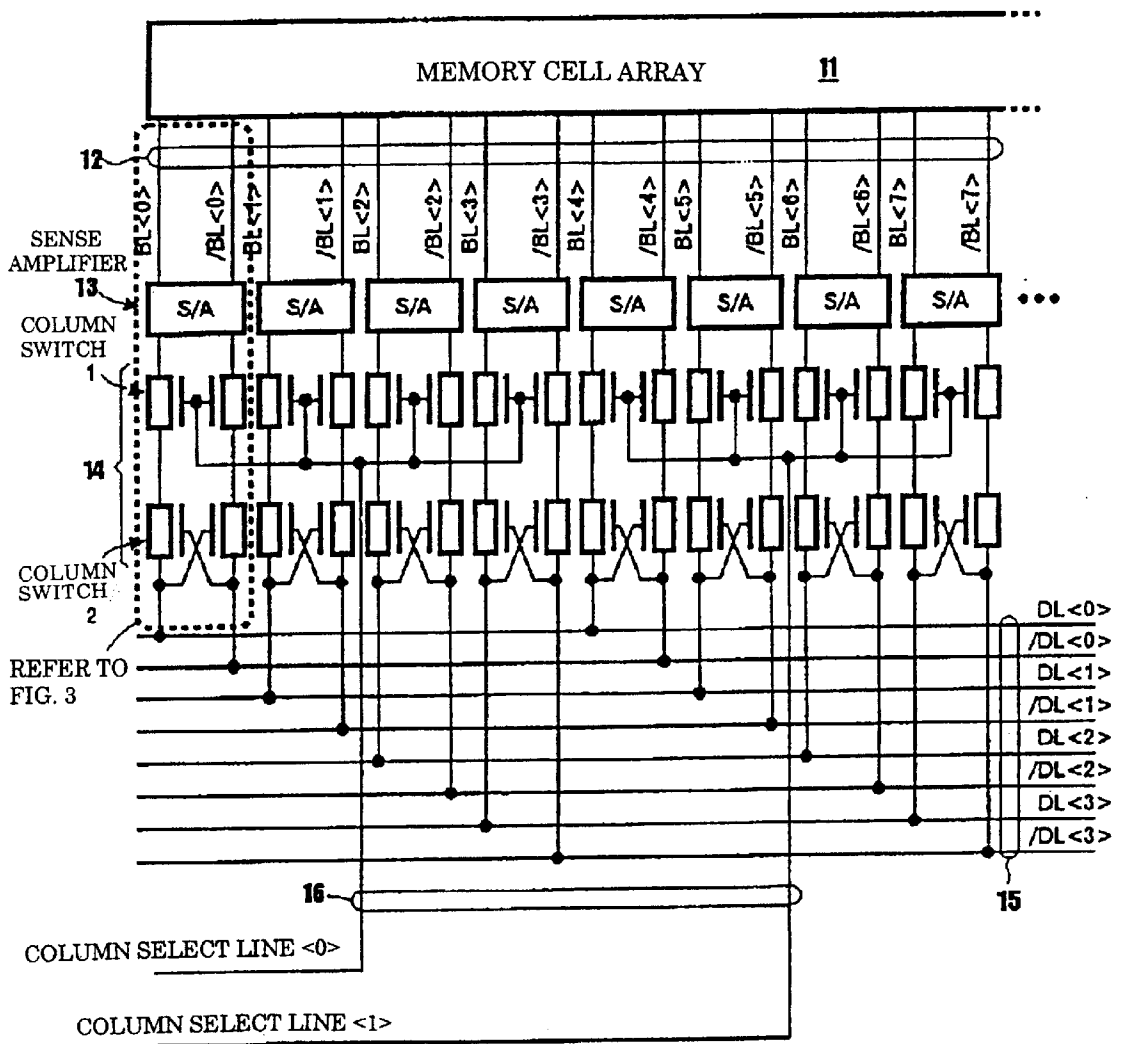 MEMORY CELL ARRAY 11
12
BL<0>
/BL<0>
BL<1>
/BL<1>
BL<2>
/BL<2>
BL<3>
/BL<3>
BL<4>
/BL<4>
BL<5>
/BL<5>
BL<6>
/BL<6>
BL<7>
/BL<7>
SENSE
AMPLIFIER
13
S/A S/A S/A S/A S/A S/A S/A S/A
COLUMN
SWITCH
1
14
COLUMN
SWITCH
2
REFER TO
FIG. 3
DL<0>
/DL<0>
DL<1>
/DL<1>
DL<2>
/DL<2>
DL<3>
/DL<3>
15
16
COLUMN SELECT LINE <0>
COLUMN SELECT LINE <1>